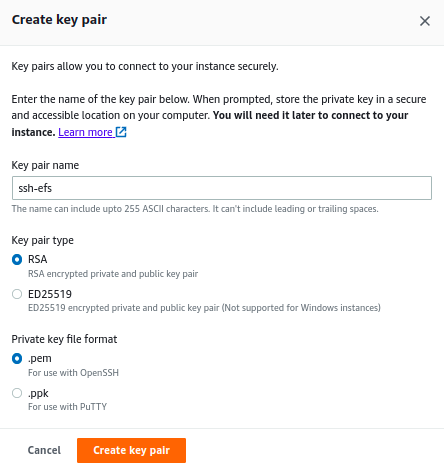 Create key pair
Key pairs allow you to connect to your instance securely.
Enter the name of the key pair below. When prompted, store the private key in a secure
and accessible location on your computer. You will need it later to connect to your
instance. Learn more
Key pair name
ssh-efs
The name can include upto 255 ASCII characters. It can't include leading or trailing spaces.
Key pair type
RSA
RSA encrypted private and public key pair
ED25519
ED25519 encrypted private and public key pair (Not supported for Windows instances)
Private key file format
.pem
For use with OpenSSH
.ppk
For use with PuTTY
Cancel Create key pair